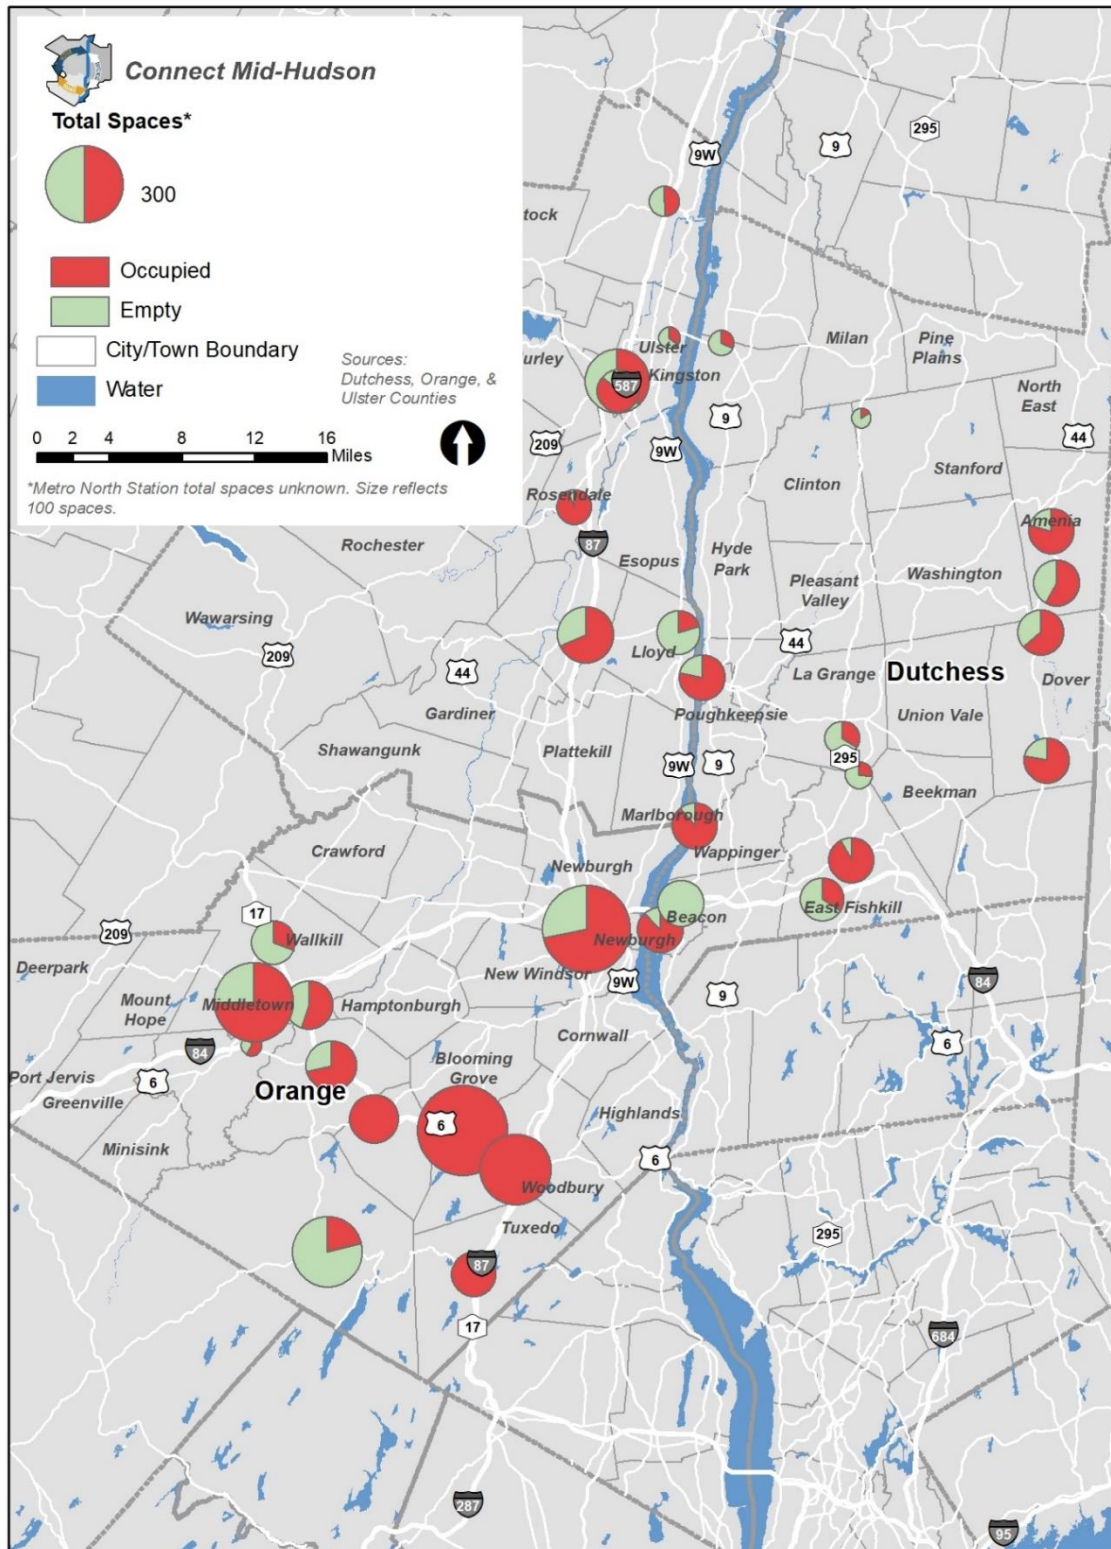 Connect Mid-Hudson
Total Spaces*
300
Occupied
Empty
City/Town Boundary
Water
Sources:
Dutchess, Orange, &
Ulster Counties
0 2 4 8 12 16
Miles
*Metro North Station total spaces unknown. Size reflects
100 spaces.
9W
9
295
tock
Ulster
Kingston
587
urley
Milan
Pine
Plains
North
East
9
44
209
9W
Stanford
Clinton
Rosendale
Amenia
Rochester
87
Esopus
Hyde
Park
Washington
Pleasant
Valley
Wawarsing
209
44
Lloyd
44
La Grange
Dutchess
Dover
Gardiner
Poughkeepsie
Union Vale
Shawangunk
Plattekill
9W
9
295
Beekman
Marlborough
Wappinger
Crawford
Newburgh
17
209
Wallkill
Beacon
East Fishkill
Newburgh
Deerpark
New Windsor
9W
9
84
Mount
Hope
Middletown
Hamptonburgh
Cornwall
6
84
Blooming
Grove
Port Jervis
6
Greenville
Orange
6
Highlands
Minisink
6
Woodbury
Tuxedo
295
87
17
684
287
95